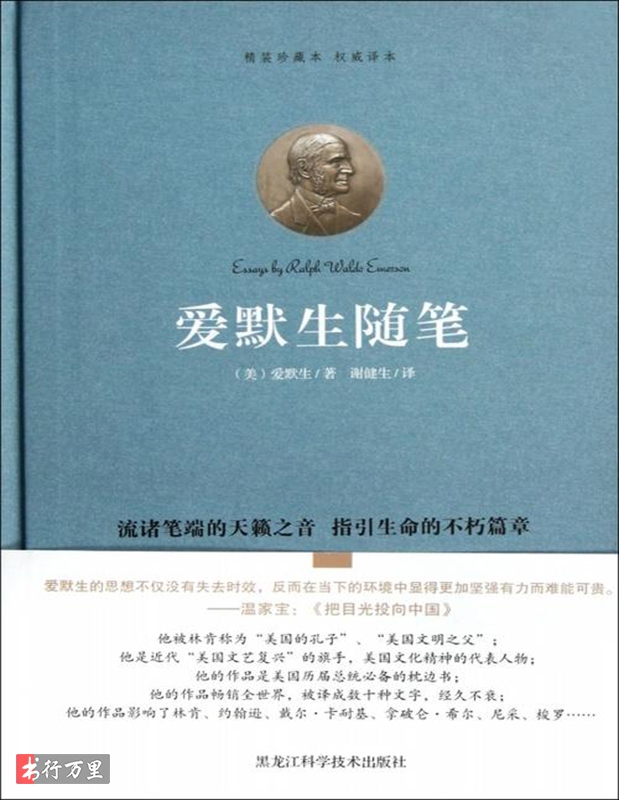 精装珍藏本 权威译本
Essays by Ralph Waldo Emerson
爱默生随笔
（美）爱默生/著 谢健生/译
流诸笔端的天籁之音 指引生命的不朽篇章
爱默生的思想不仅没有失去时效，反而在当下的环境中显得更加坚强有力而难能可贵。
——温家宝：《把目光投向中国》
他被林肯称为“美国的孔子”、“美国文明之父”；
他是近代“美国文艺复兴”的旗手，美国文化精神的代表人物；
他的作品是美国历届总统必备的枕边书；
他的作品畅销全世界，被译成数十种文字，经久不衰；
他的作品影响了林肯、约翰逊、戴尔·卡耐基、拿破仑·希尔、尼采、梭罗……
黑龙江科学技术出版社
书行万里